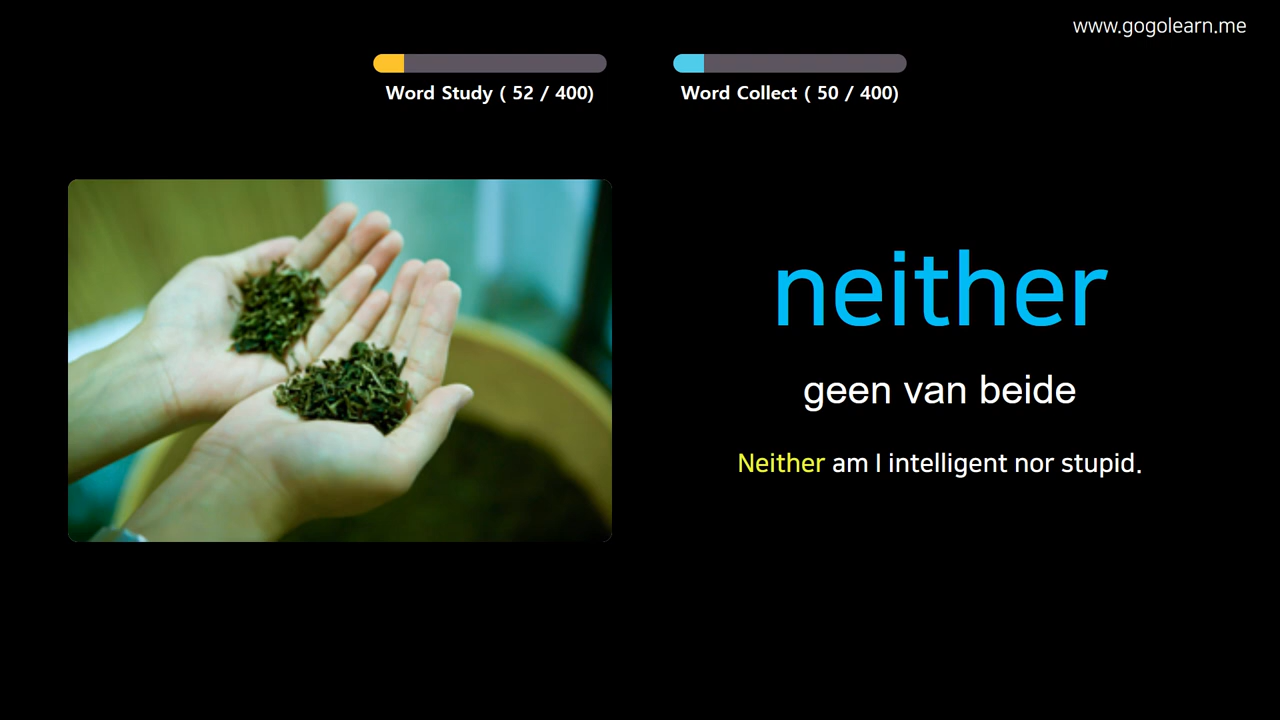 www.gogolearn.me
Word Study ( 52 / 400)
Word Collect ( 50 / 400)
neither
geen van beide
Neither am I intelligent nor stupid.